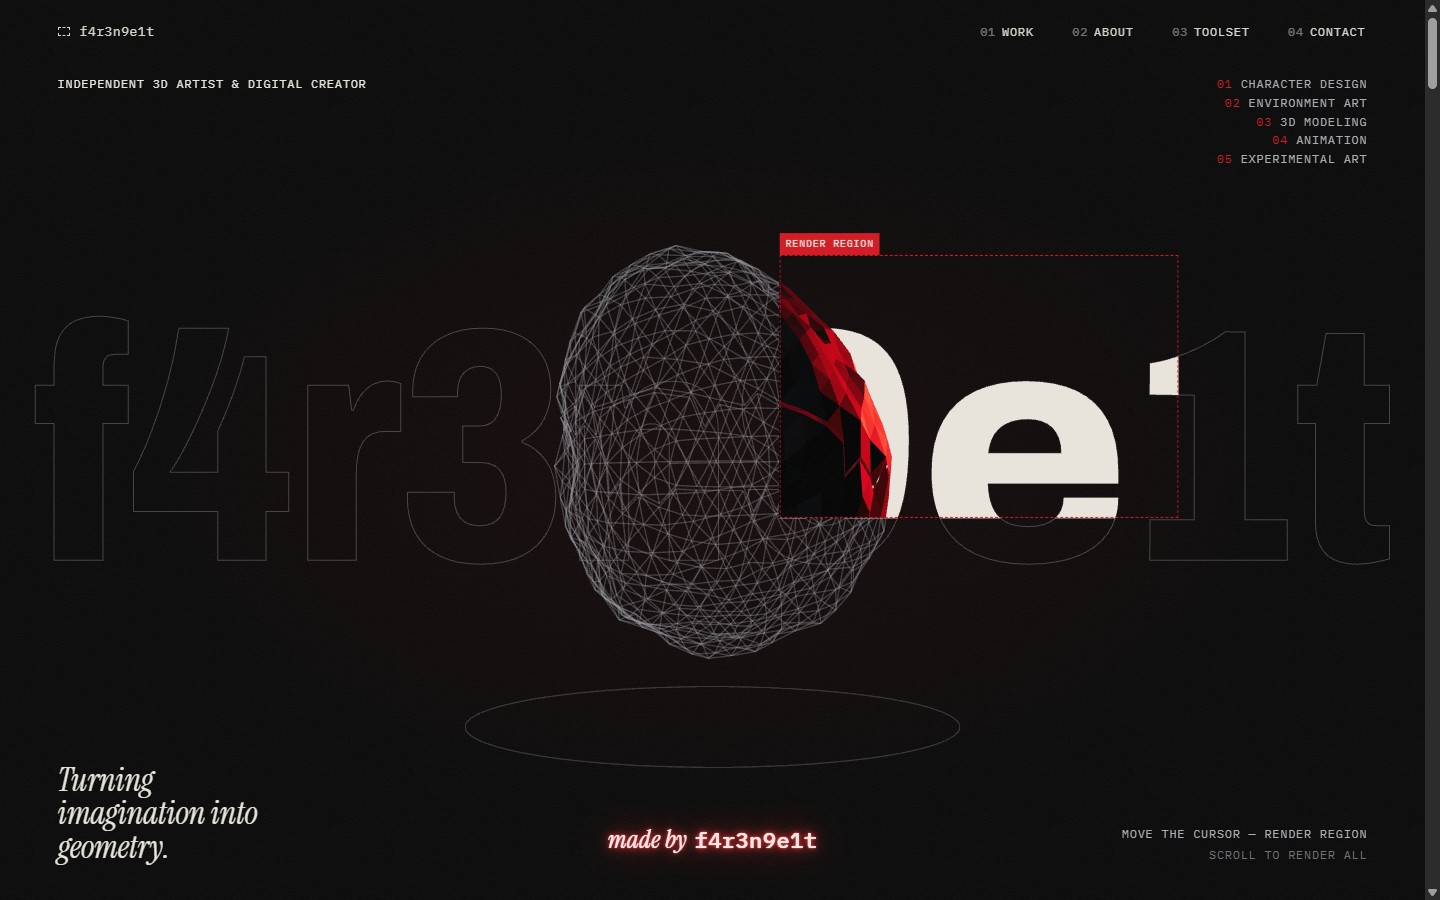 f4r3n9e1t
01 WORK 02 ABOUT 03 TOOLSET 04 CONTACT
INDEPENDENT 3D ARTIST & DIGITAL CREATOR
01 CHARACTER DESIGN
02 ENVIRONMENT ART
03 3D MODELING
04 ANIMATION
05 EXPERIMENTAL ART
RENDER REGION
f4r3n9e1t
Turning
imagination into
geometry.
made by f4r3n9e1t
MOVE THE CURSOR — RENDER REGION
SCROLL TO RENDER ALL